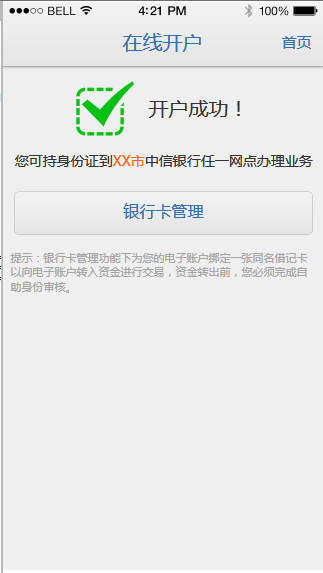 BELL 4:21 PM 100%
在线开户 首页
开户成功！
您可持身份证到XX市中信银行任一网点办理业务
银行卡管理
提示：银行卡管理功能下为您的电子账户绑定一张同名借记卡
以向电子账户转入资金进行交易，资金转出前，您必须完成自
助身份审核。